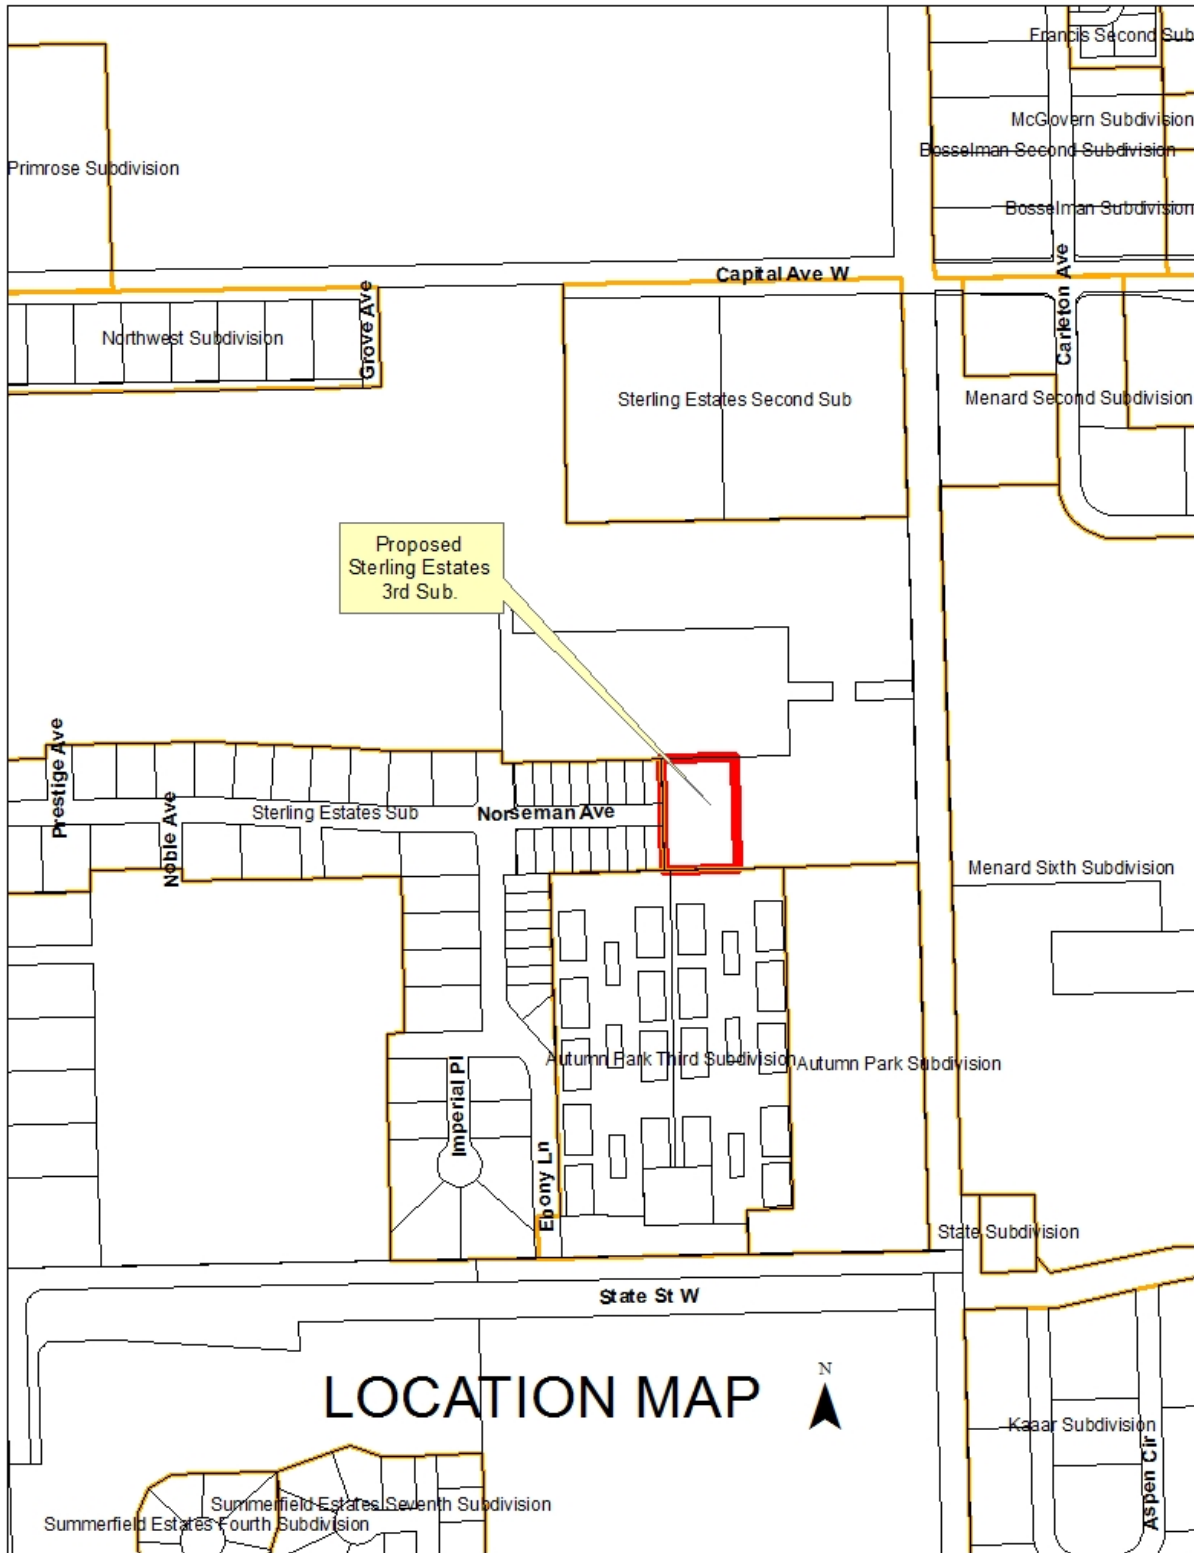 Francis Second Sub
McGovern Subdivision
Bosselman Second Subdivision
Primrose Subdivision
Bosselman Subdivision
Capital Ave W
Carleton Ave
Grove Ave
Northwest Subdivision
Sterling Estates Second Sub
Menard Second Subdivision
Proposed
Sterling Estates
3rd Sub.
Prestige Ave
Noble Ave
Sterling Estates Sub
Norseman Ave
Menard Sixth Subdivision
Autumn Park Third Subdivision
Autumn Park Subdivision
Imperial Pl
Ebony Ln
State Subdivision
State St W
N
LOCATION MAP
Kaaar Subdivision
Aspen Cir
Summerfield Estates Seventh Subdivision
Summerfield Estates Fourth Subdivision